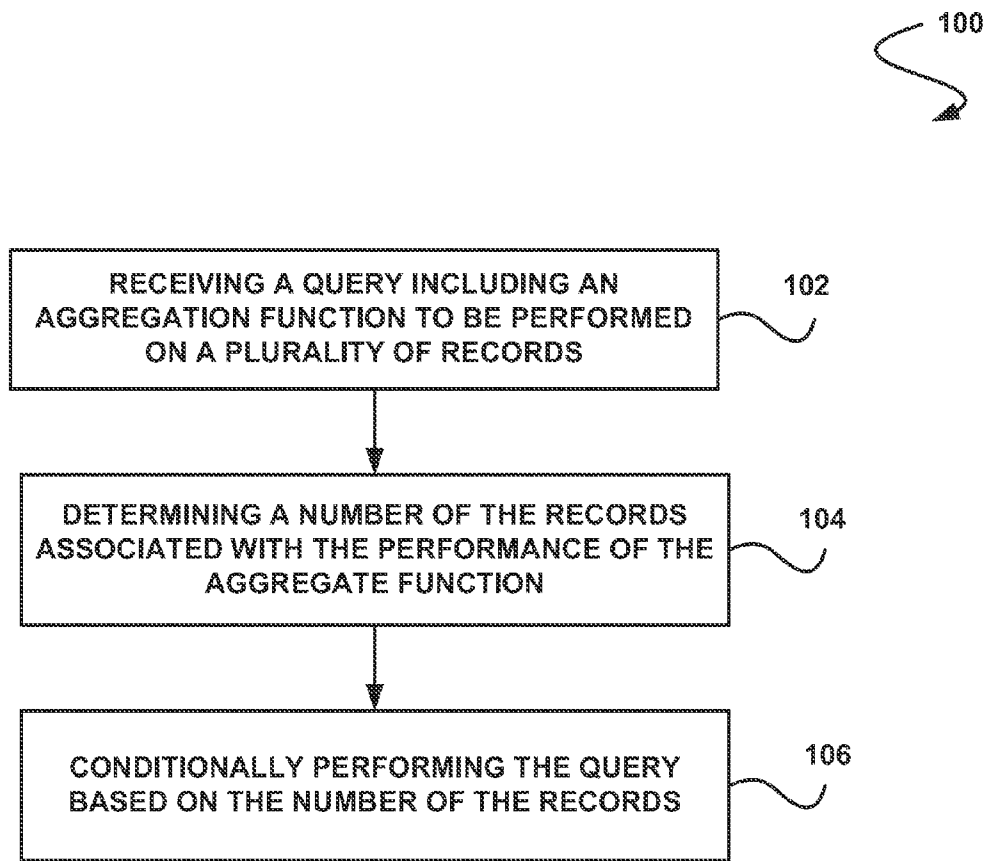 100
RECEIVING A QUERY INCLUDING AN
AGGREGATION FUNCTION TO BE PERFORMED
ON A PLURALITY OF RECORDS
102
DETERMINING A NUMBER OF THE RECORDS
ASSOCIATED WITH THE PERFORMANCE OF THE
AGGREGATE FUNCTION
104
CONDITIONALLY PERFORMING THE QUERY
BASED ON THE NUMBER OF THE RECORDS
106